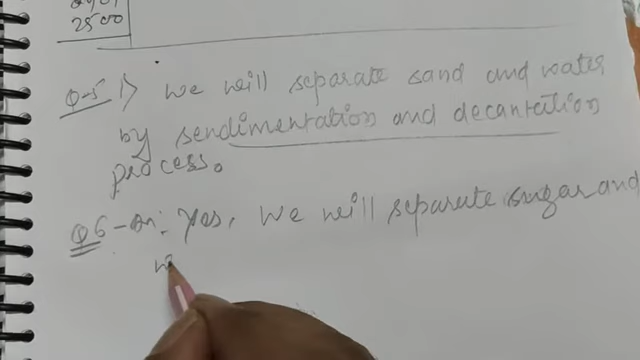 2500
Q-5 1) we will separate sand and water
by sendimentation and decantation
process.
Q6-An: Yes, We will separate sugar and
w